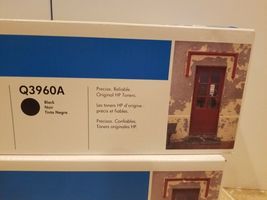 Q3960A
Black
Noir
Tinta Negra
Precise. Reliable.
Original HP Toners.
Les toners HP d'origine :
précis et fiables.
Precisos. Confiables.
Tóners originales HP.